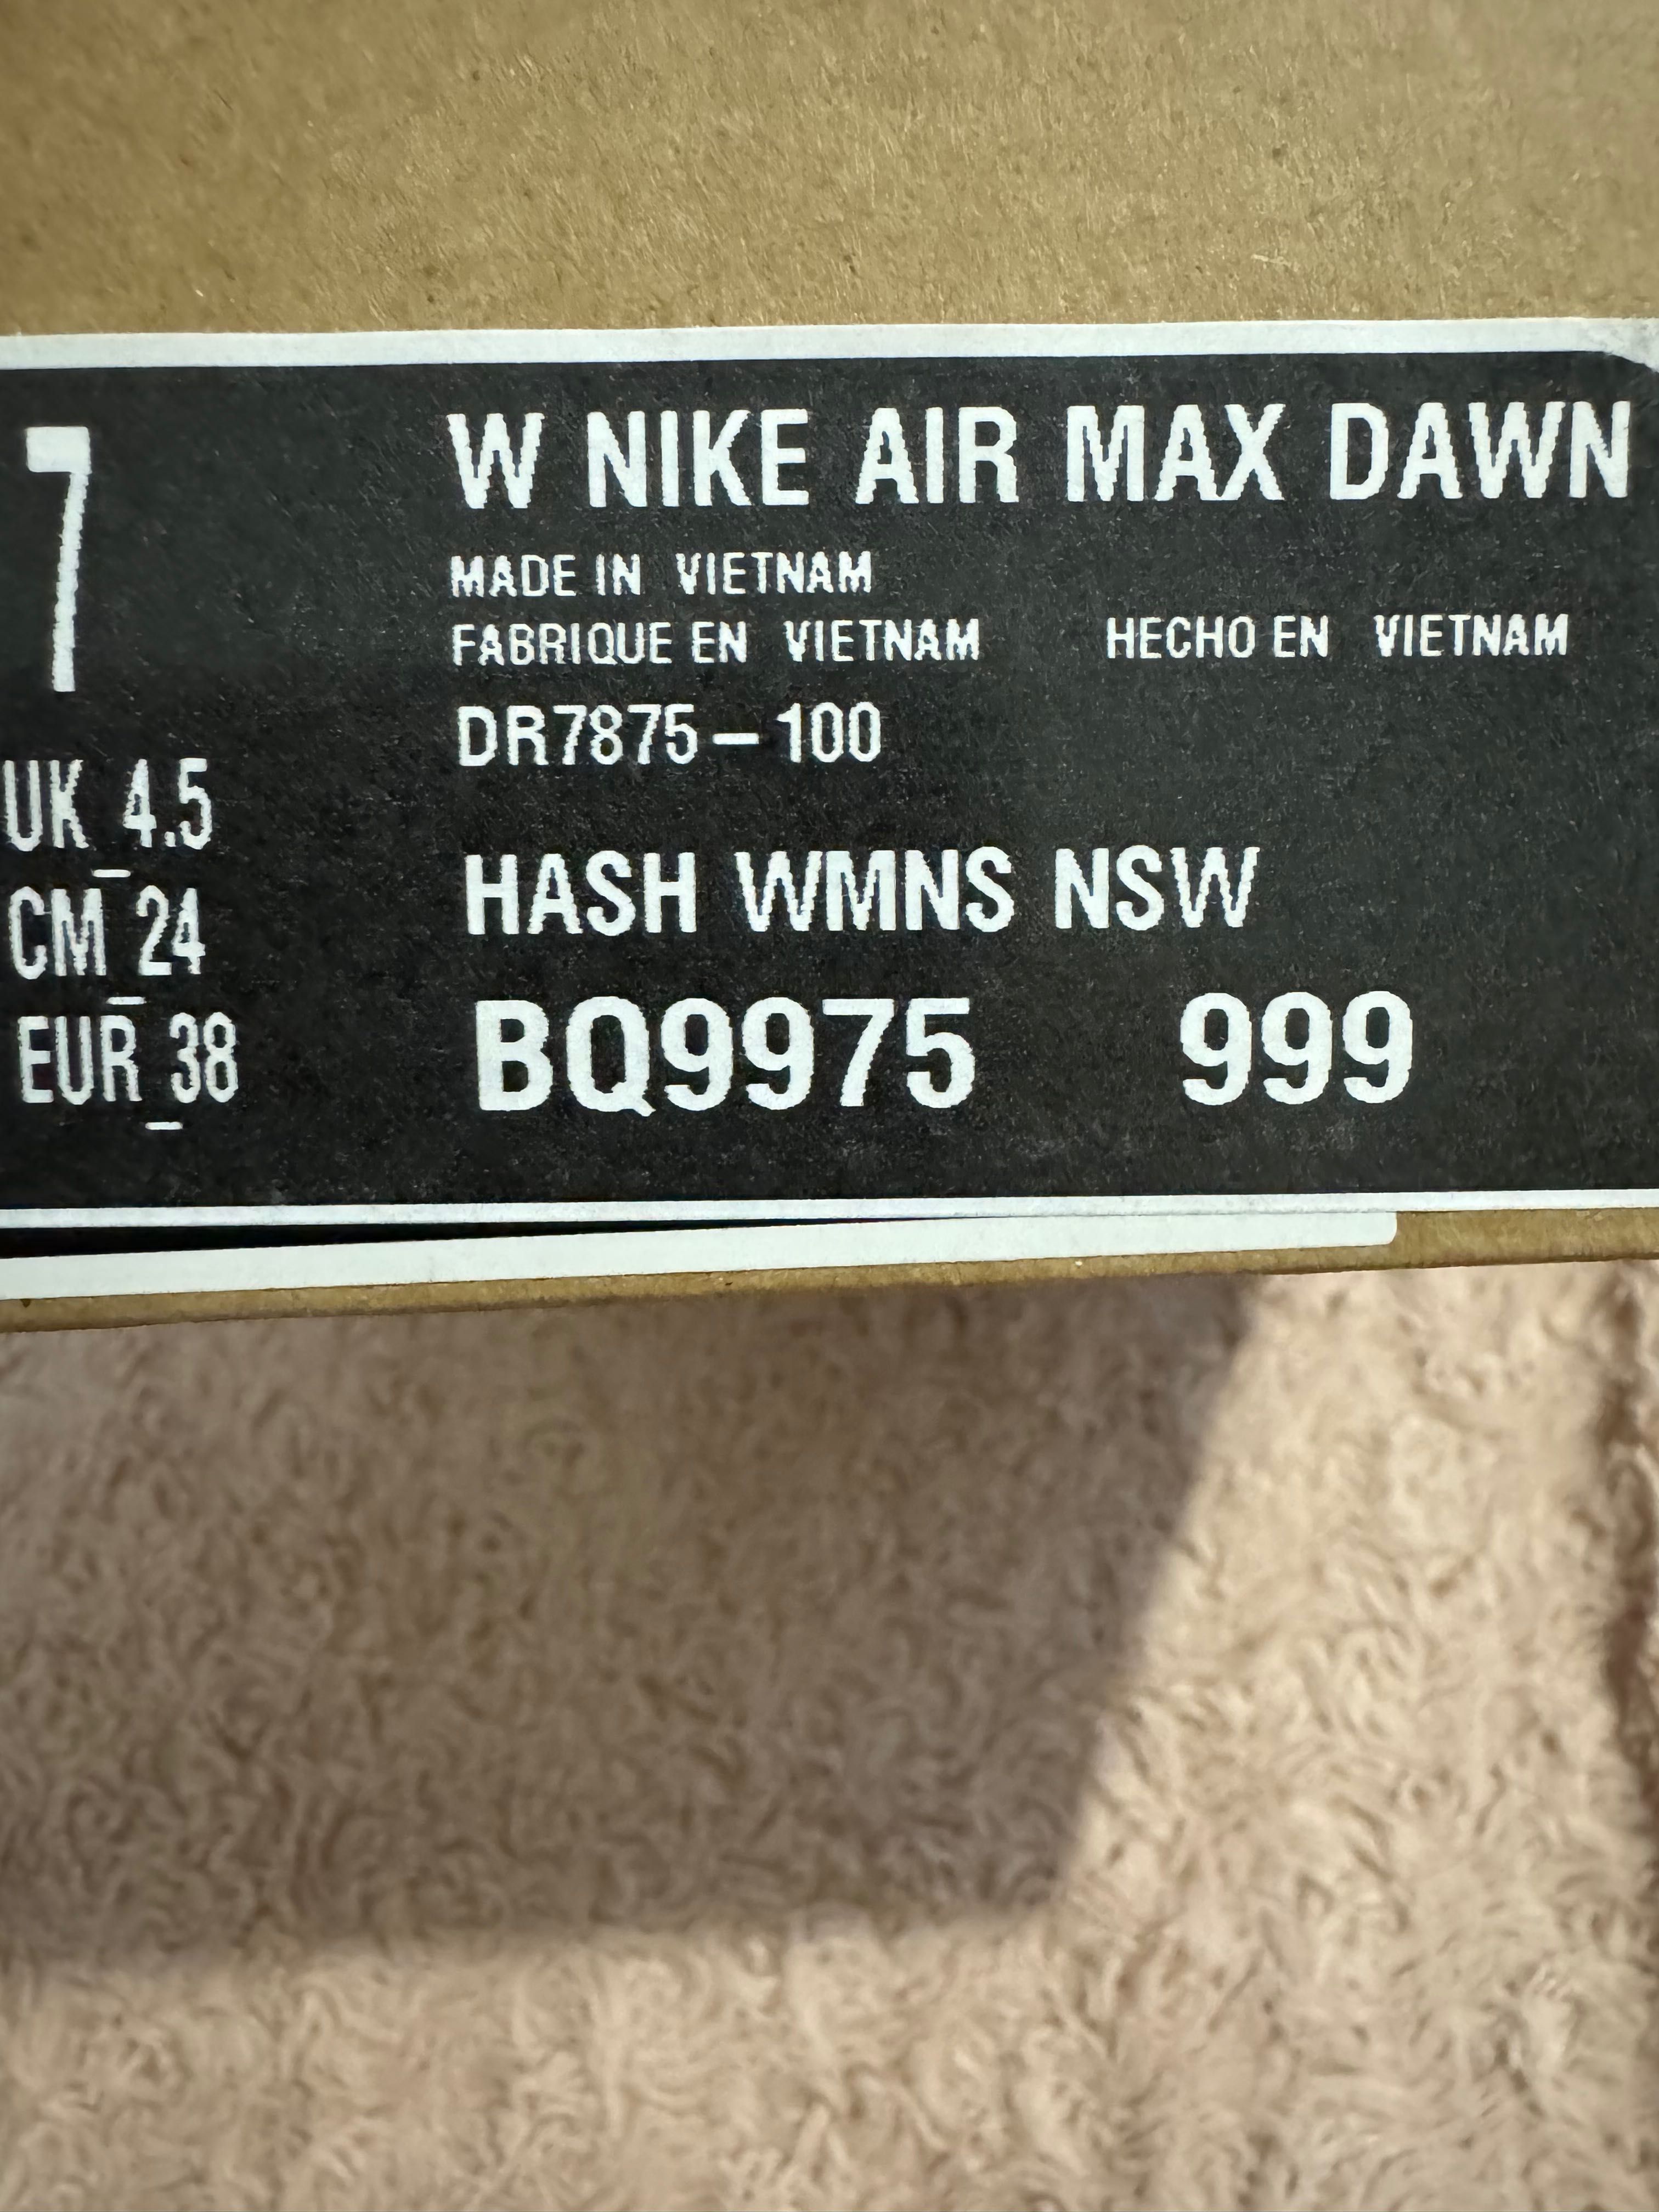 7
UK 4.5
CM 24
EUR 38
W NIKE AIR MAX DAWN
MADE IN VIETNAM
FABRIQUE EN VIETNAM HECHO EN VIETNAM
DR7875-100
HASH WMNS NSW
BQ9975 999